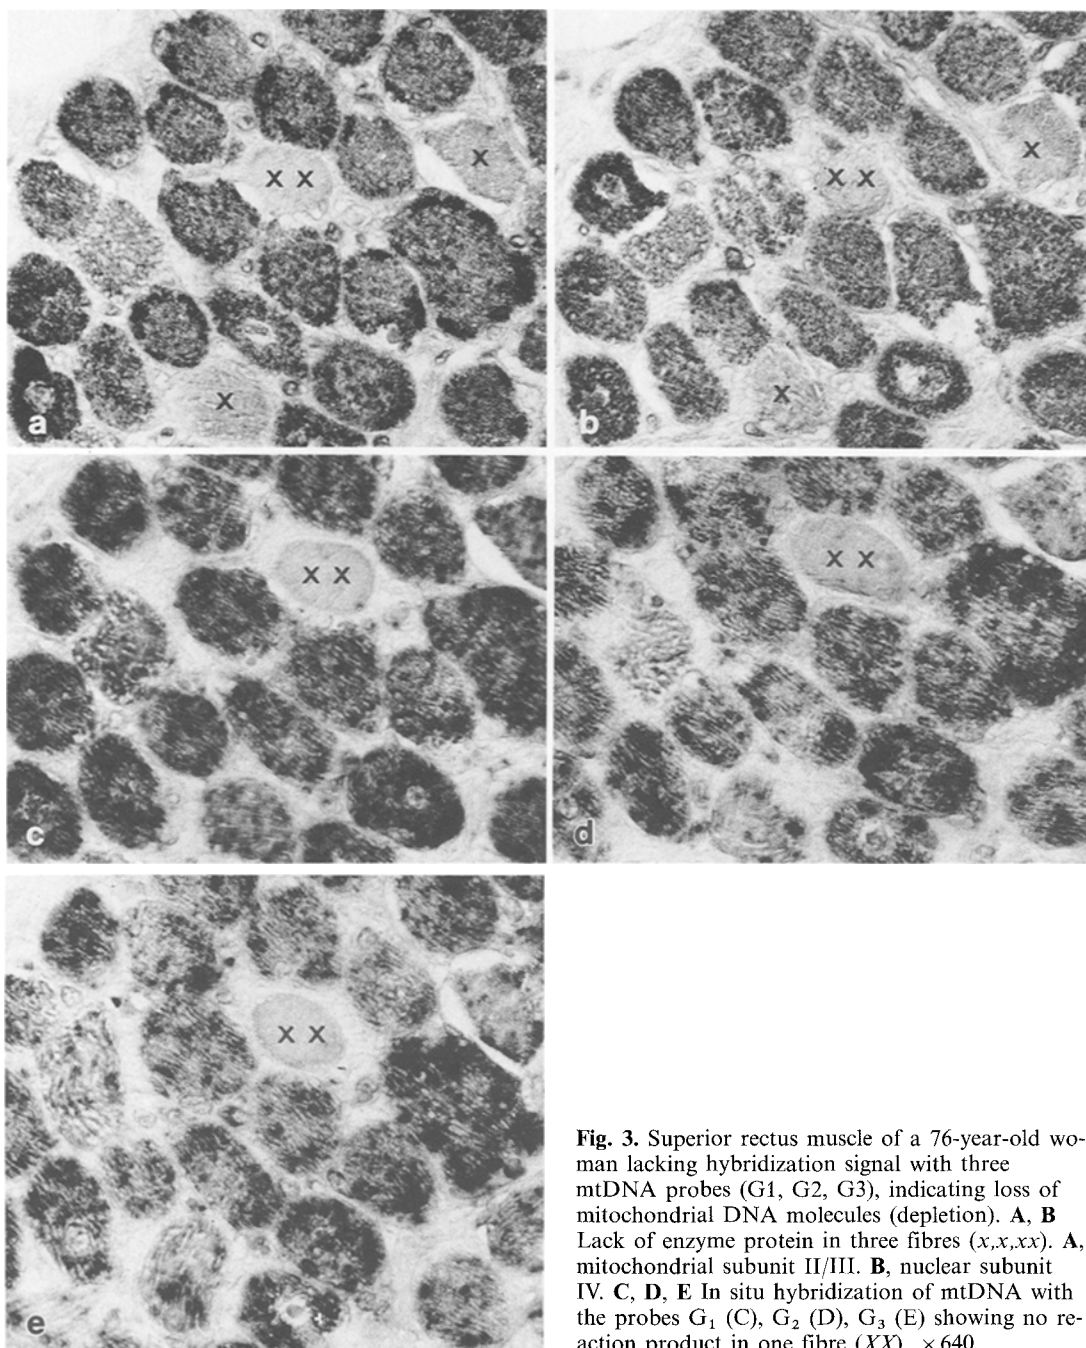 x x
x
x
a
x x
x
x
b
x x
c
x x
d
x x
e
Fig. 3. Superior rectus muscle of a 76-year-old wo-
man lacking hybridization signal with three
mtDNA probes (G1, G2, G3), indicating loss of
mitochondrial DNA molecules (depletion). A, B
Lack of enzyme protein in three fibres (x,x,xx). A,
mitochondrial subunit II/III. B, nuclear subunit
IV. C, D, E In situ hybridization of mtDNA with
the probes G₁ (C), G₂ (D), G₃ (E) showing no re-
action product in one fibre (XX). ×640